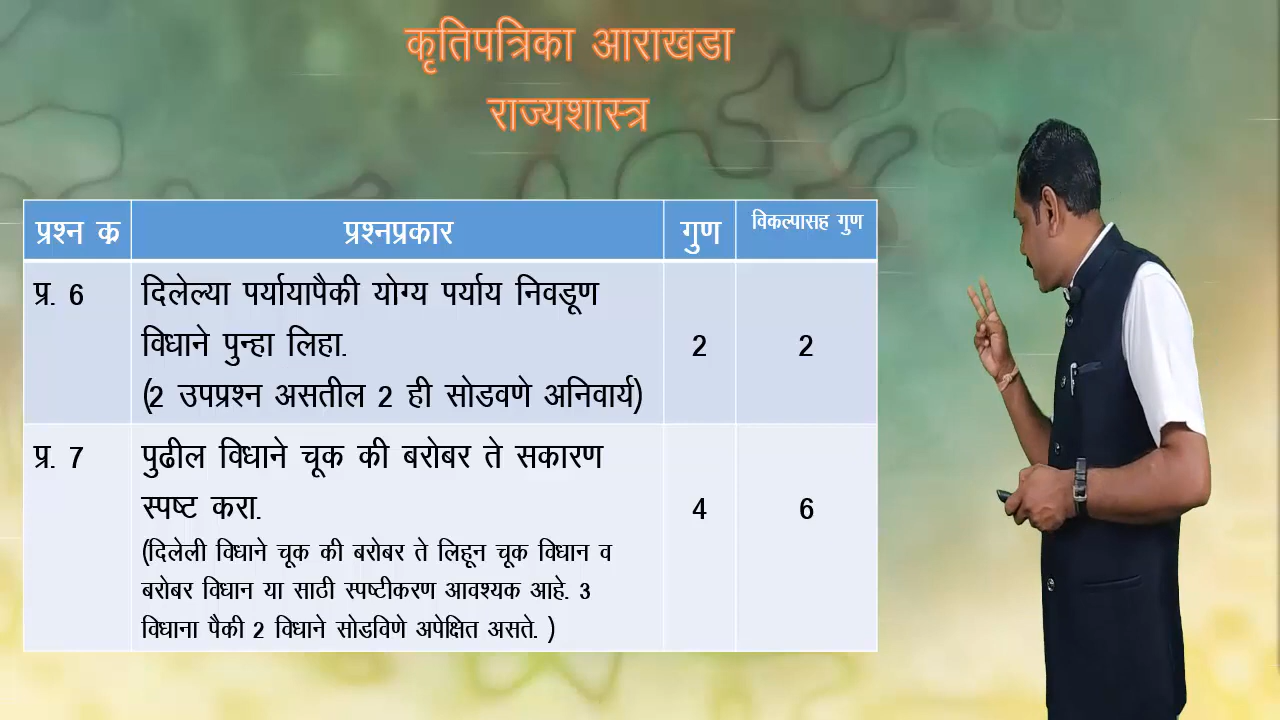 कृतिपत्रिका आराखडा
राज्यशास्त्र
प्रश्न क्र प्रश्नप्रकार गुण विकल्पासह गुण
प्र. 6 दिलेल्या पर्यायापैकी योग्य पर्याय निवडूण
विधाने पुन्हा लिहा. 2 2
(2 उपप्रश्न असतील 2 ही सोडवणे अनिवार्य)
प्र. 7 पुढील विधाने चूक की बरोबर ते सकारण
स्पष्ट करा. 4 6
(दिलेली विधाने चूक की बरोबर ते लिहून चूक विधान व
बरोबर विधान या साठी स्पष्टीकरण आवश्यक आहे. 3
विधाना पैकी 2 विधाने सोडविणे अपेक्षित असते. )